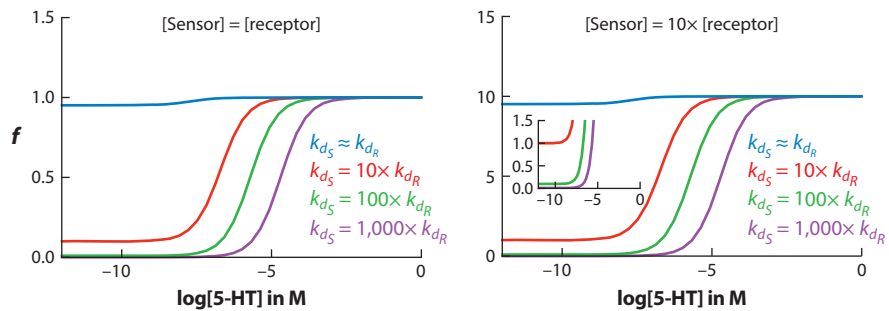 [Sensor] = [receptor]
1.5
1.0
0.5
0.0
f
k_dS ≈ k_dR
k_dS = 10× k_dR
k_dS = 100× k_dR
k_dS = 1,000× k_dR
–10
–5
0
log[5-HT] in M
[Sensor] = 10× [receptor]
15
10
5
0
1.5
1.0
0.5
0.0
–10
–5
0
k_dS ≈ k_dR
k_dS = 10× k_dR
k_dS = 100× k_dR
k_dS = 1,000× k_dR
–10
–5
0
log[5-HT] in M